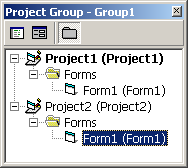 Project Group - Group1
Project1 (Project1)
Forms
Form1 (Form1)
Project2 (Project2)
Forms
Form1 (Form1)